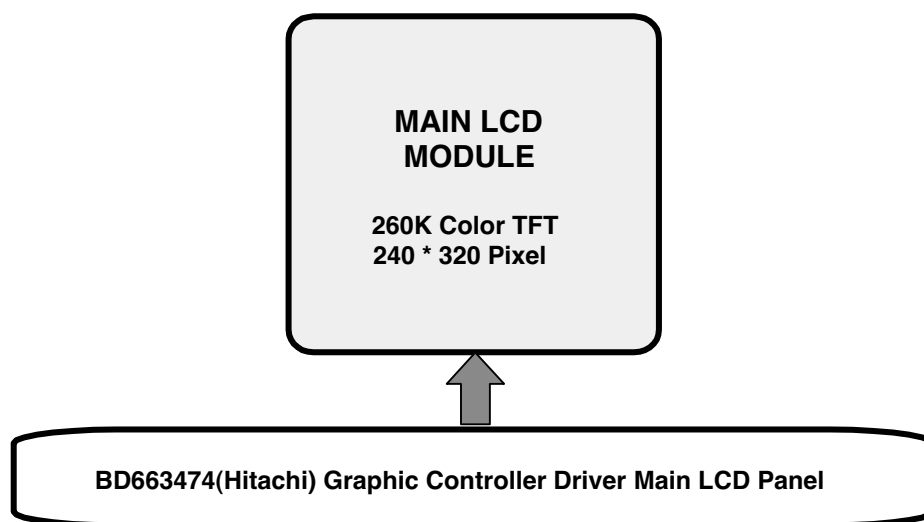 MAIN LCD
MODULE
260K Color TFT
240 * 320 Pixel
BD663474(Hitachi) Graphic Controller Driver Main LCD Panel